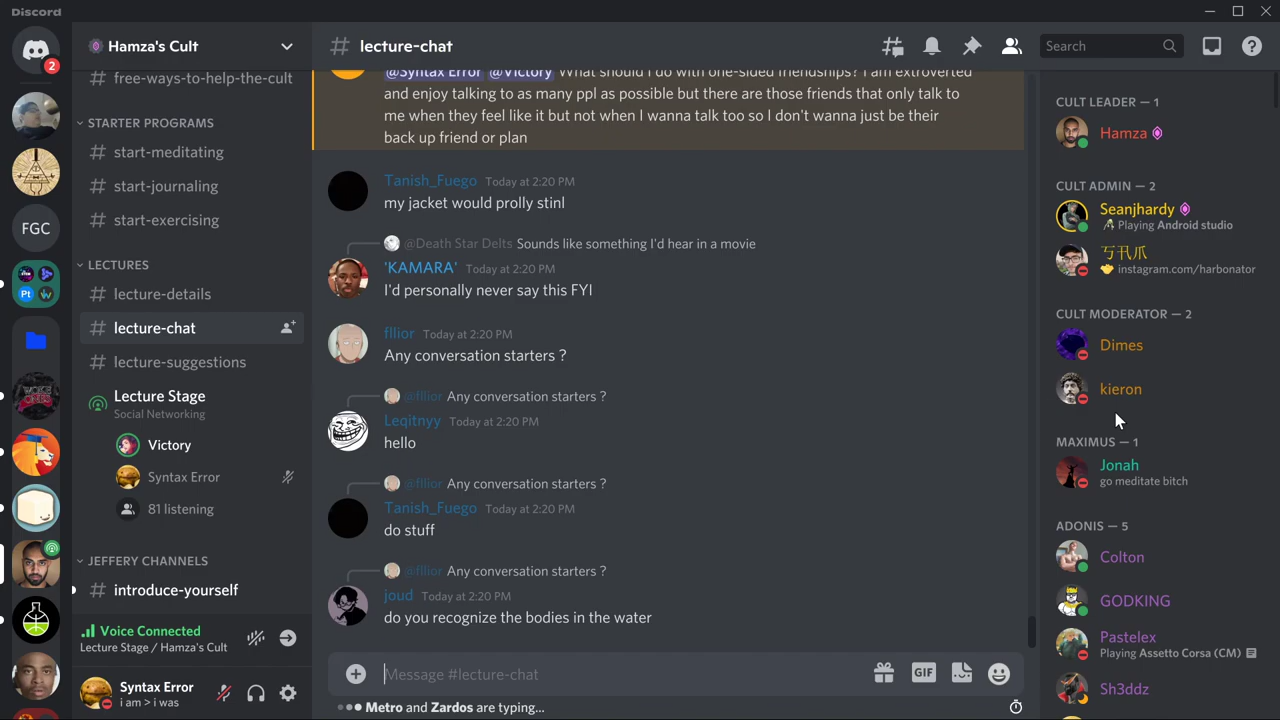 Discord
2
FGC
Hamza's Cult
free-ways-to-help-the-cult
STARTER PROGRAMS
# start-meditating
# start-journaling
# start-exercising
LECTURES
# lecture-details
# lecture-chat
# lecture-suggestions
Lecture Stage
Social Networking
Victory
Syntax Error
81 listening
JEFFERY CHANNELS
# introduce-yourself
Voice Connected
Lecture Stage / Hamza's Cult
Syntax Error
i am > i was
# lecture-chat
Search
@Syntax Error @Victory What should I do with one-sided friendships? I am extroverted
and enjoy talking to as many ppl as possible but there are those friends that only talk to
me when they feel like it but not when I wanna talk too so I don't wanna just be their
back up friend or plan
Tanish_Fuego Today at 2:20 PM
my jacket would prolly stinl
@Death Star Delts Sounds like something I'd hear in a movie
'KAMARA' Today at 2:20 PM
I'd personally never say this FYI
fllior Today at 2:20 PM
Any conversation starters ?
@fllior Any conversation starters ?
Leqitnyy Today at 2:20 PM
hello
@fllior Any conversation starters ?
Tanish_Fuego Today at 2:20 PM
do stuff
@fllior Any conversation starters ?
joud Today at 2:20 PM
do you recognize the bodies in the water
Message #lecture-chat
GIF
Metro and Zardos are typing...
CULT LEADER — 1
Hamza
CULT ADMIN — 2
Seanjhardy
Playing Android studio
instagram.com/harbonator
CULT MODERATOR — 2
Dimes
kieron
MAXIMUS — 1
Jonah
go meditate bitch
ADONIS — 5
Colton
GODKING
Pastelex
Playing Assetto Corsa (CM)
Sh3ddz